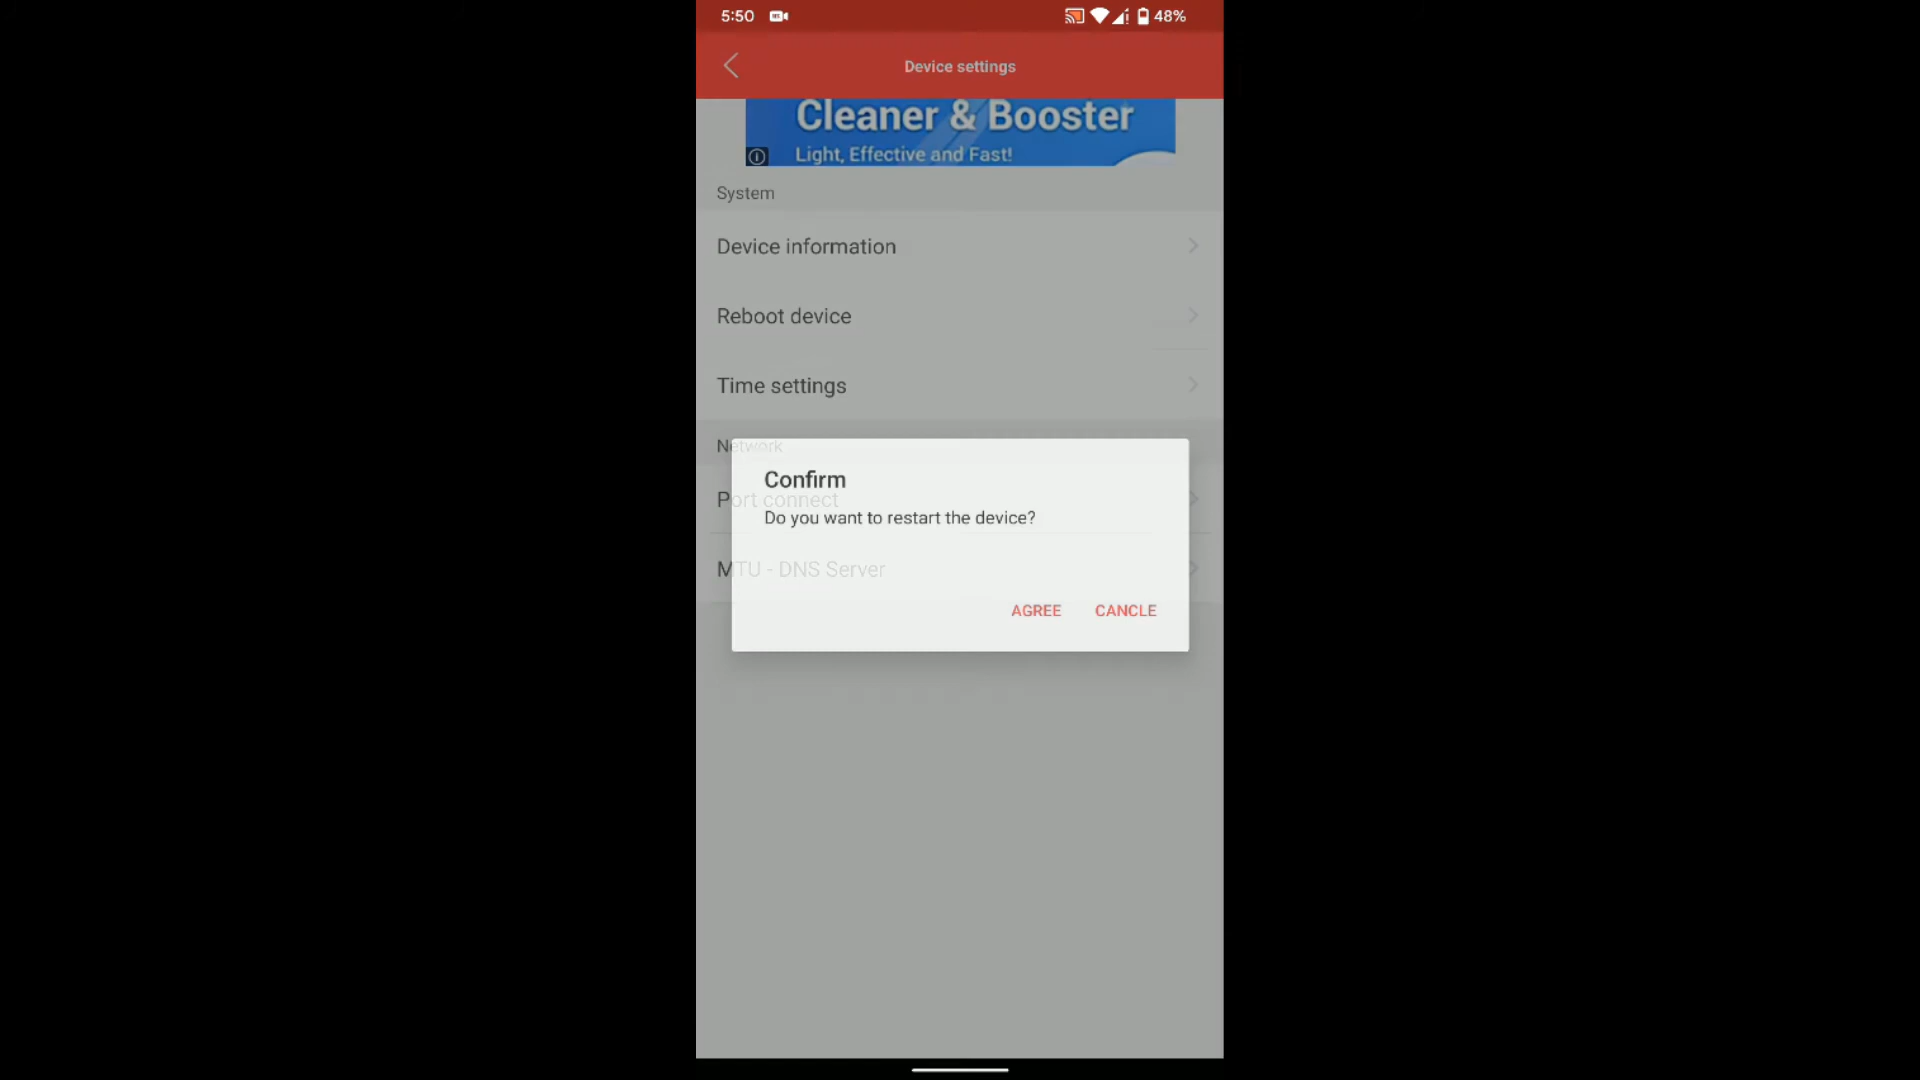 5:50
48%
Device settings
Cleaner & Booster
Light, Effective and Fast!
System
Device information
Reboot device
Time settings
Network
Confirm
Port connect
Do you want to restart the device?
MTU - DNS Server
AGREE CANCLE